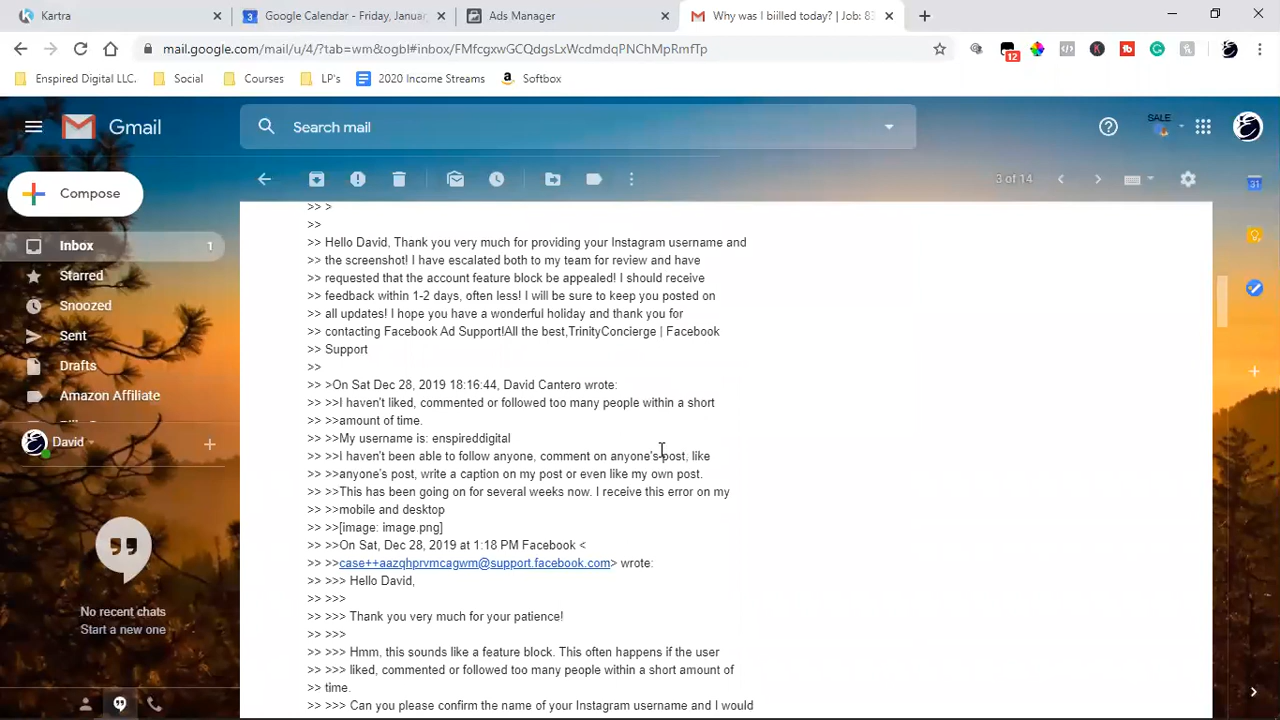 Kartra
Google Calendar - Friday, Januar
Ads Manager
Why was I biilled today? | Job: 83
mail.google.com/mail/u/4/?tab=wm&ogbl#inbox/FMfcgxwGCQdgsLxWcdmdqPNChMpRmfTp
12
Enspired Digital LLC.
Social
Courses
LP's
2020 Income Streams
Softbox
Gmail
Search mail
SALE
Compose
3 of 14
Inbox
1
Starred
Snoozed
Sent
Drafts
Amazon Affiliate
David
No recent chats
Start a new one
31
>> >
>>
>> Hello David, Thank you very much for providing your Instagram username and
>> the screenshot! I have escalated both to my team for review and have
>> requested that the account feature block be appealed! I should receive
>> feedback within 1-2 days, often less! I will be sure to keep you posted on
>> all updates! I hope you have a wonderful holiday and thank you for
>> contacting Facebook Ad Support!All the best,TrinityConcierge | Facebook
>> Support
>>
>> >On Sat Dec 28, 2019 18:16:44, David Cantero wrote:
>> >>I haven't liked, commented or followed too many people within a short
>> >>amount of time.
>> >>My username is: enspireddigital
>> >>I haven't been able to follow anyone, comment on anyone's post, like
>> >>anyone's post, write a caption on my post or even like my own post.
>> >>This has been going on for several weeks now. I receive this error on my
>> >>mobile and desktop
>> >>[image: image.png]
>> >>On Sat, Dec 28, 2019 at 1:18 PM Facebook <
>> >>case++aazqhprvmcagwm@support.facebook.com> wrote:
>> >>> Hello David,
>> >>>
>> >>> Thank you very much for your patience!
>> >>>
>> >>> Hmm, this sounds like a feature block. This often happens if the user
>> >>> liked, commented or followed too many people within a short amount of
>> time.
>> >>> Can you please confirm the name of your Instagram username and I would